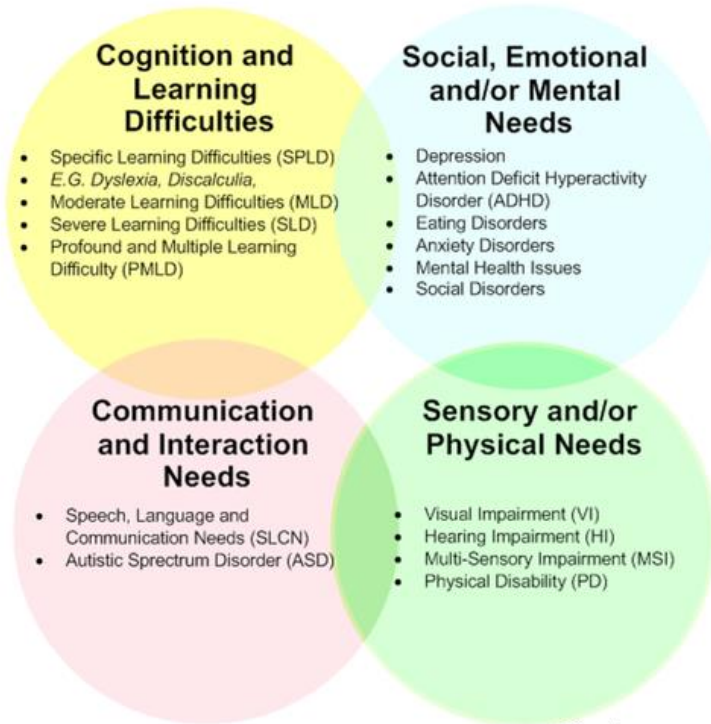 Cognition and
Learning
Difficulties
• Specific Learning Difficulties (SPLD)
• E.G. Dyslexia, Discalculia,
• Moderate Learning Difficulties (MLD)
• Severe Learning Difficulties (SLD)
• Profound and Multiple Learning
Difficulty (PMLD)
Social, Emotional
and/or Mental
Needs
• Depression
• Attention Deficit Hyperactivity
Disorder (ADHD)
• Eating Disorders
• Anxiety Disorders
• Mental Health Issues
• Social Disorders
Communication
and Interaction
Needs
• Speech, Language and
Communication Needs (SLCN)
• Autistic Sprectrum Disorder (ASD)
Sensory and/or
Physical Needs
• Visual Impairment (VI)
• Hearing Impairment (HI)
• Multi-Sensory Impairment (MSI)
• Physical Disability (PD)